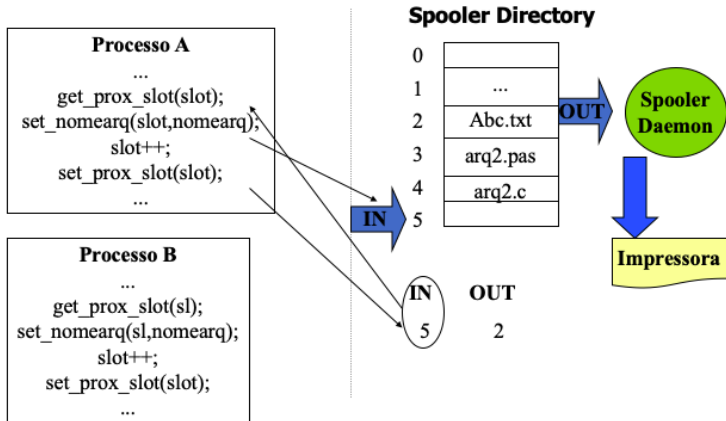 Processo A
...
get_prox_slot(slot);
set_nomearq(slot,nomearq);
slot++;
set_prox_slot(slot);
...
Processo B
...
get_prox_slot(sl);
set_nomearq(sl,nomearq);
slot++;
set_prox_slot(slot);
...
Spooler Directory
0
1 ...
2 Abc.txt
3 arq2.pas
4 arq2.c
5
IN
OUT
Spooler
Daemon
Impressora
IN OUT
5 2